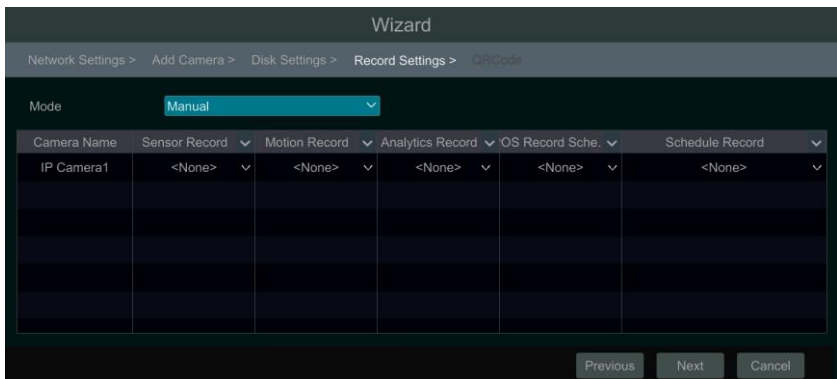 Wizard
Network Settings > Add Camera > Disk Settings > Record Settings > QRCode
Mode Manual
Camera Name Sensor Record Motion Record Analytics Record OS Record Sche. Schedule Record
IP Camera1 <None> <None> <None> <None> <None>
Previous Next Cancel